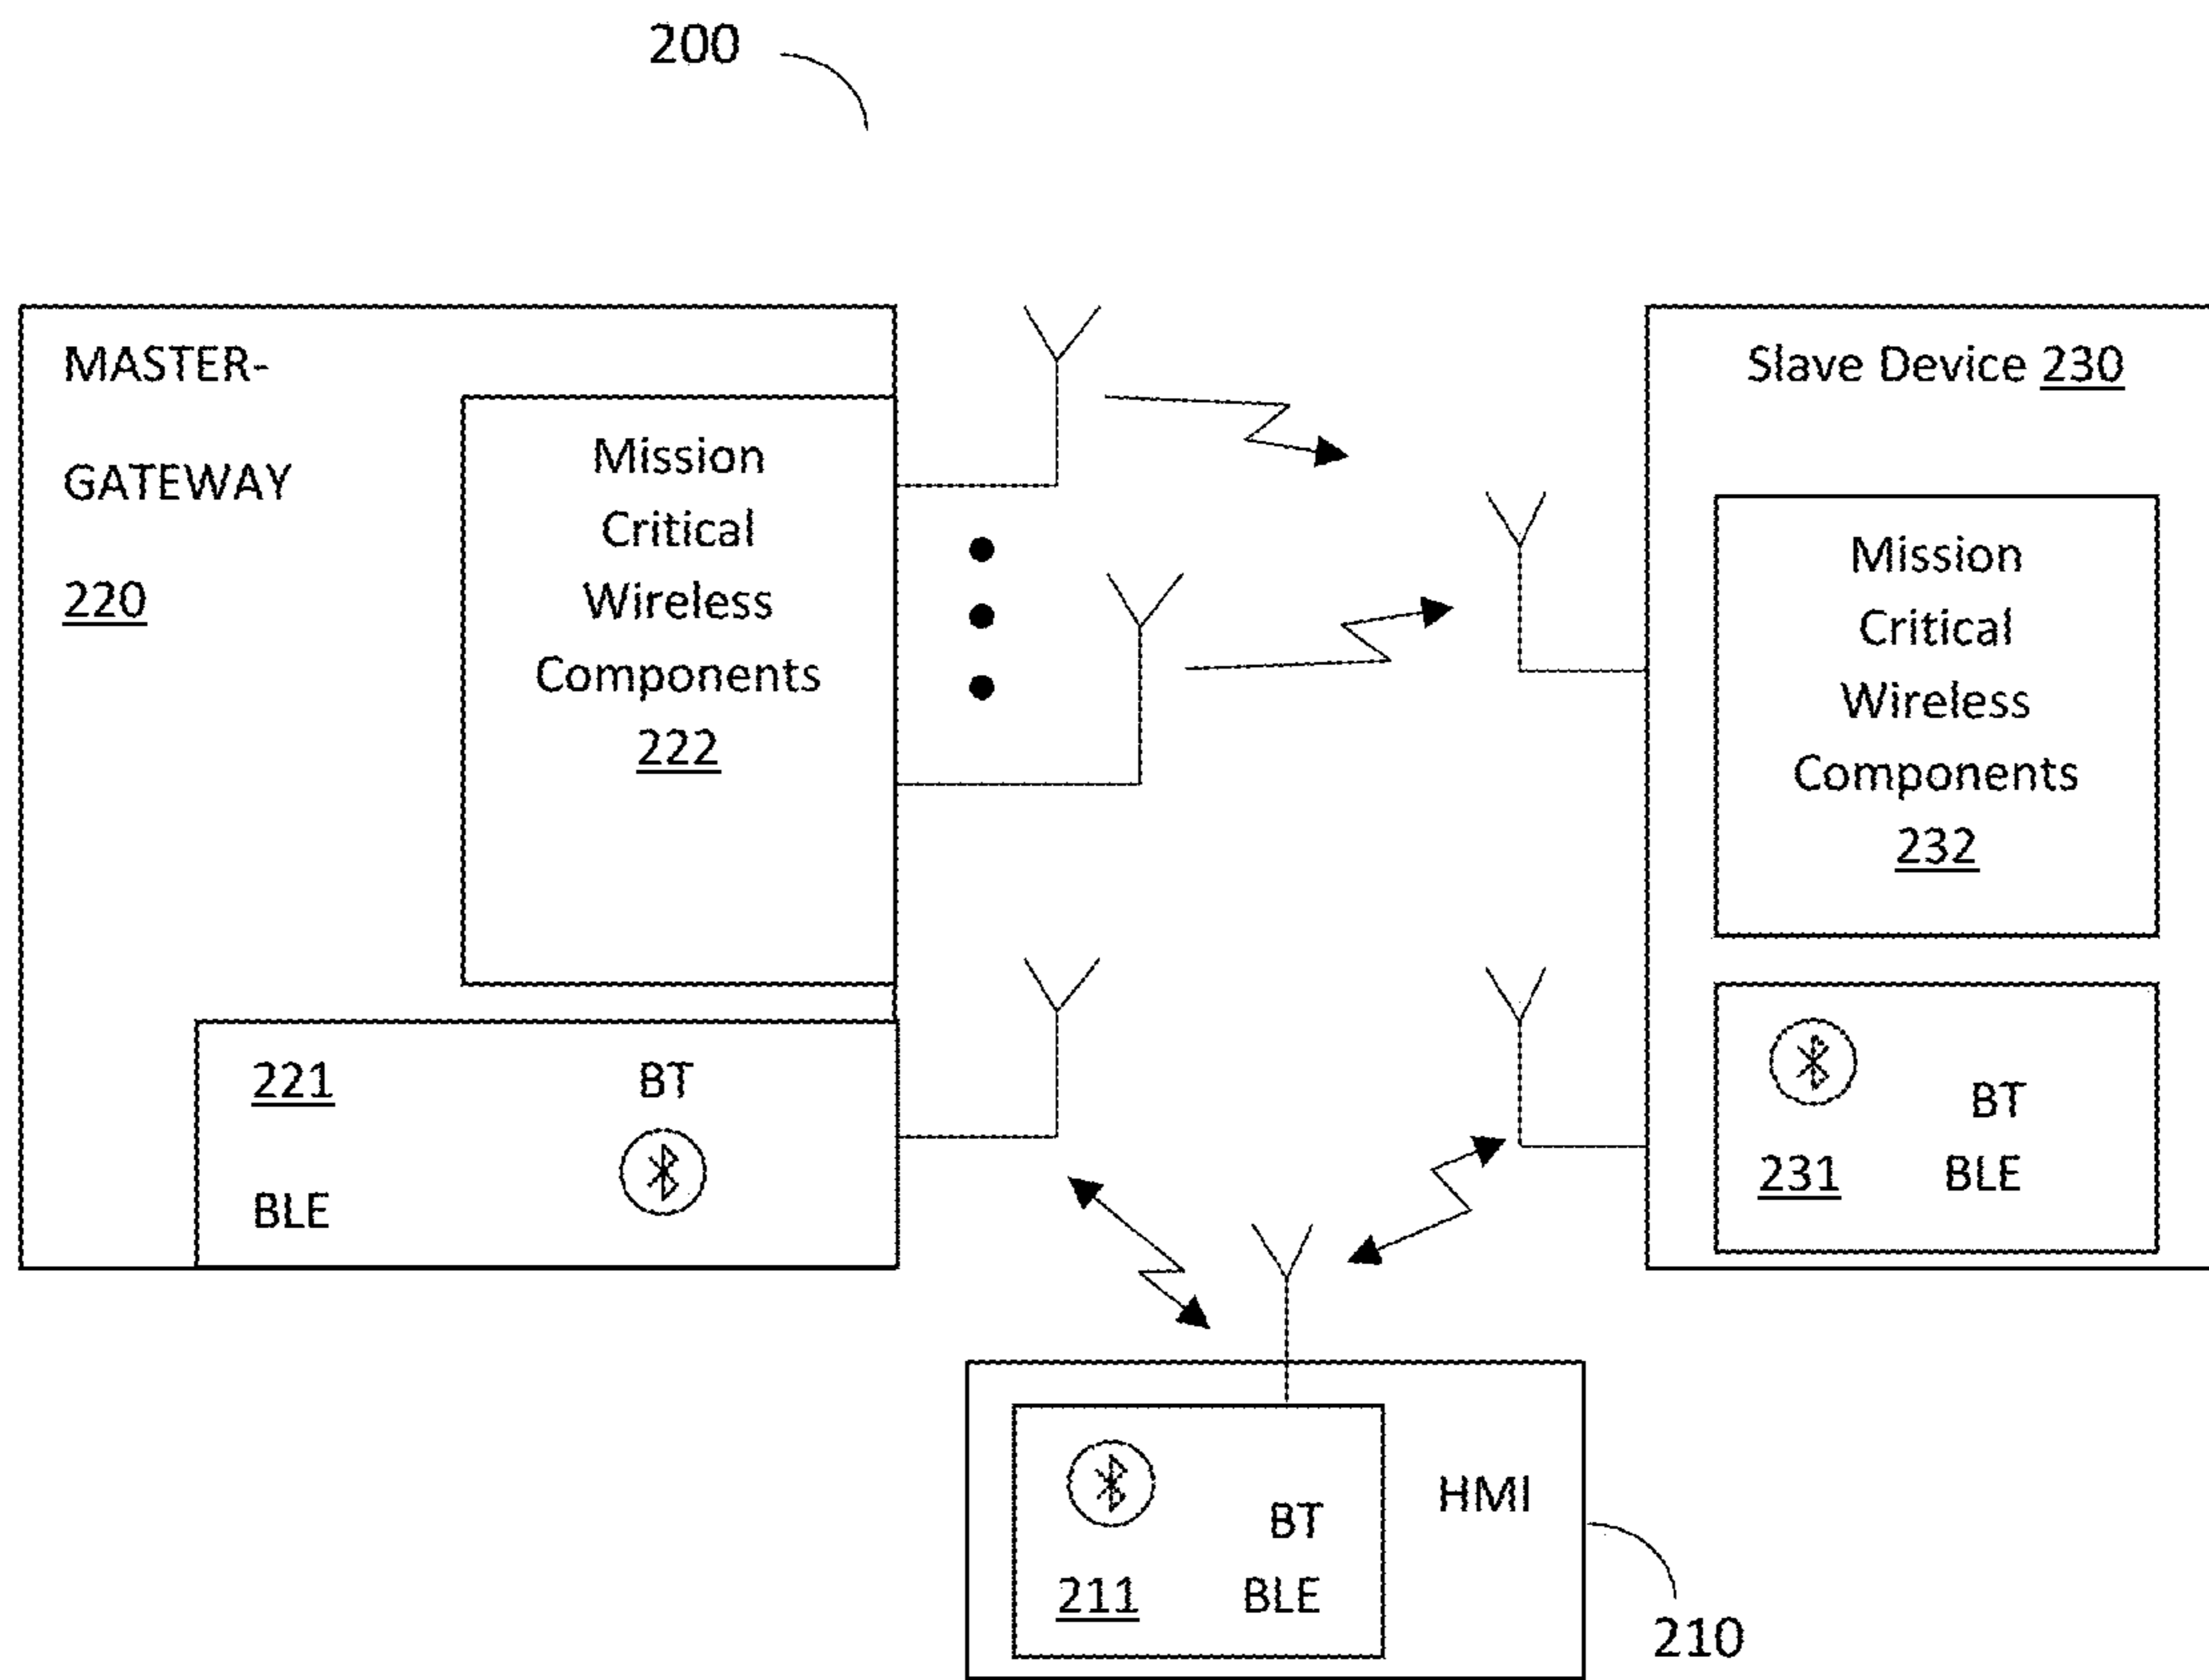 200
MASTER-
GATEWAY
220
Mission
Critical
Wireless
Components
222
221
BT
BLE
Slave Device 230
Mission
Critical
Wireless
Components
232
BT
231
BLE
HMI
BT
211
BLE
210